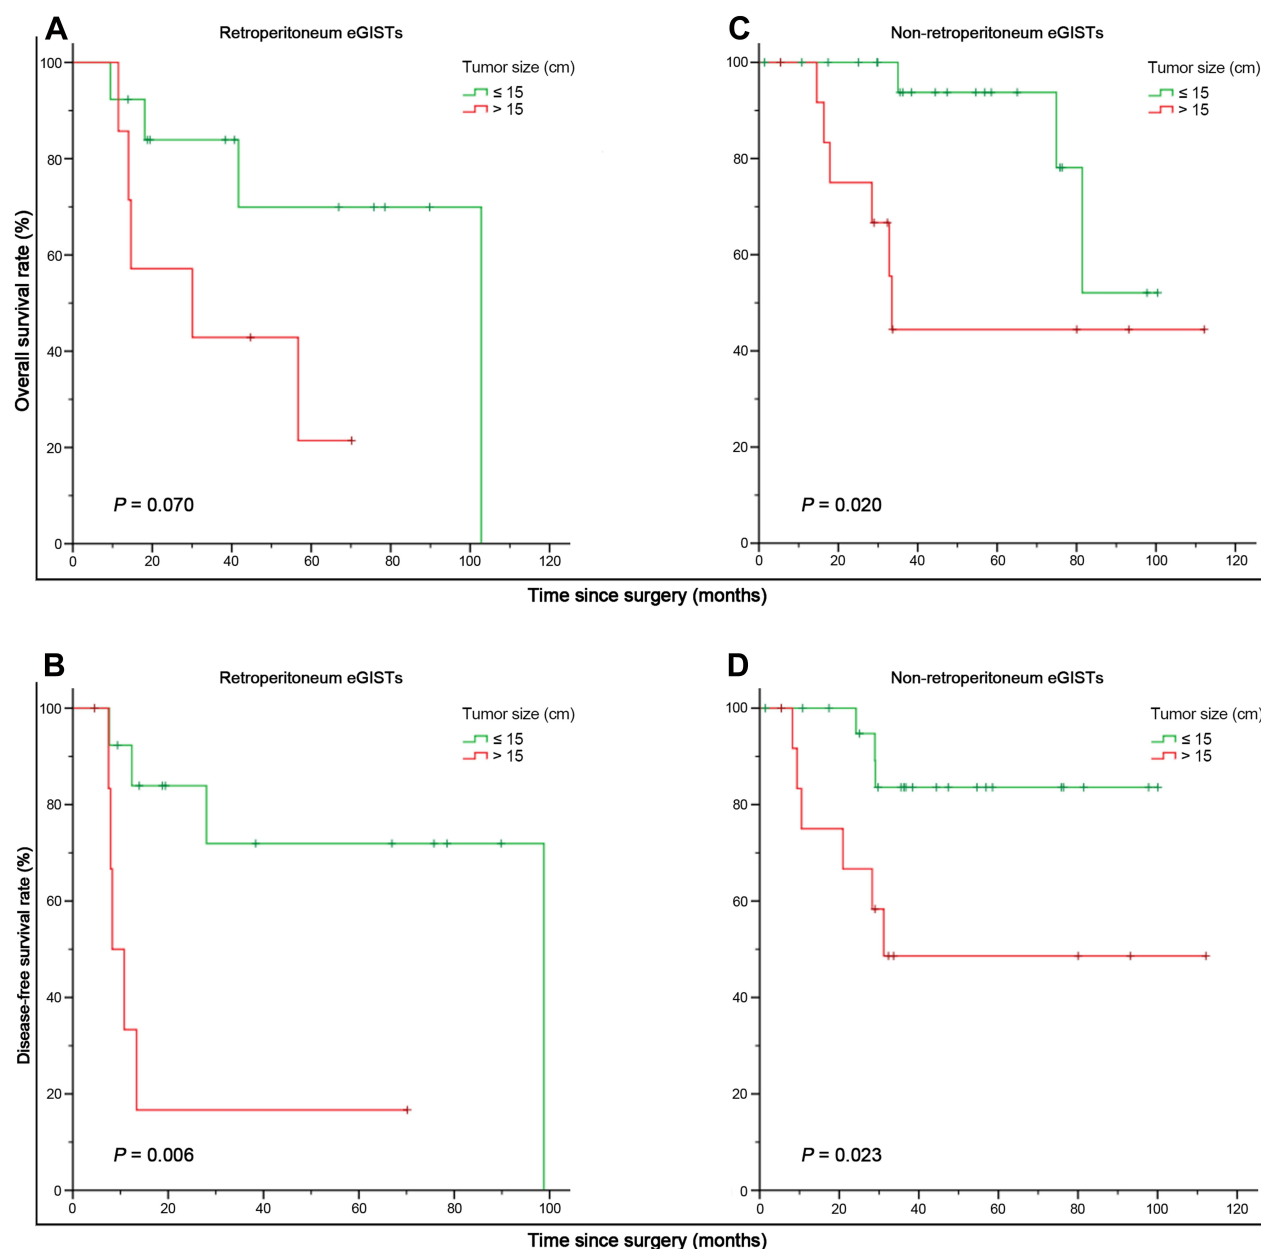 A
Retroperitoneum eGISTs
Tumor size (cm)
≤ 15
> 15
100
80
60
40
20
0
Overall survival rate (%)
P = 0.070
0 20 40 60 80 100 120
C
Non-retroperitoneum eGISTs
Tumor size (cm)
≤ 15
> 15
100
80
60
40
20
0
P = 0.020
0 20 40 60 80 100 120
Time since surgery (months)
B
Retroperitoneum eGISTs
Tumor size (cm)
≤ 15
> 15
100
80
60
40
20
0
Disease-free survival rate (%)
P = 0.006
0 20 40 60 80 100
D
Non-retroperitoneum eGISTs
Tumor size (cm)
≤ 15
> 15
100
80
60
40
20
0
P = 0.023
0 20 40 60 80 100 120
Time since surgery (months)